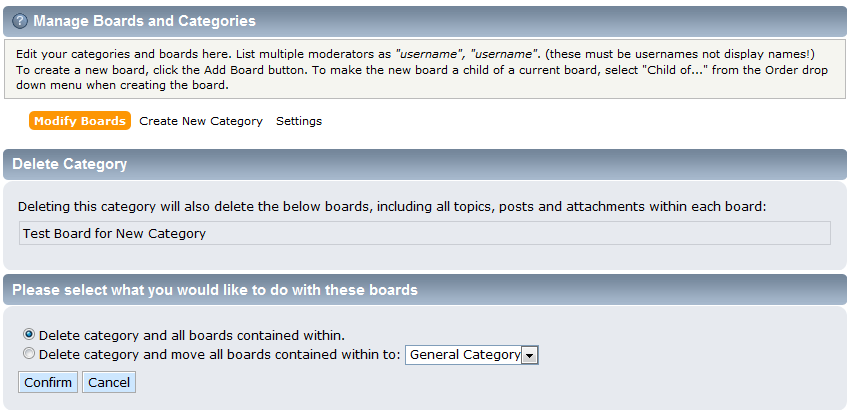 ? Manage Boards and Categories
Edit your categories and boards here. List multiple moderators as "username", "username". (these must be usernames not display names!)
To create a new board, click the Add Board button. To make the new board a child of a current board, select "Child of..." from the Order drop
down menu when creating the board.
Modify Boards Create New Category Settings
Delete Category
Deleting this category will also delete the below boards, including all topics, posts and attachments within each board:
Test Board for New Category
Please select what you would like to do with these boards
Delete category and all boards contained within.
Delete category and move all boards contained within to: General Category
Confirm Cancel